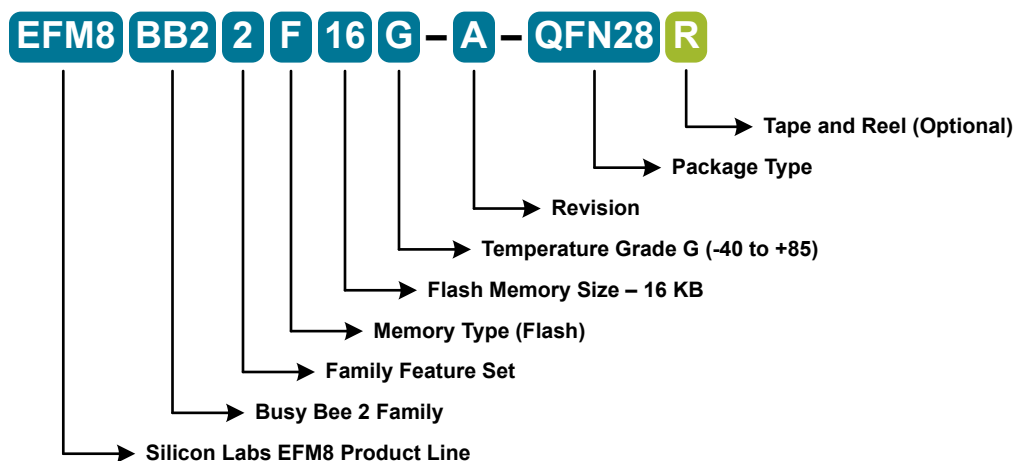 EFM8 BB2 2 F 16 G – A – QFN28 R
Tape and Reel (Optional)
Package Type
Revision
Temperature Grade G (-40 to +85)
Flash Memory Size – 16 KB
Memory Type (Flash)
Family Feature Set
Busy Bee 2 Family
Silicon Labs EFM8 Product Line